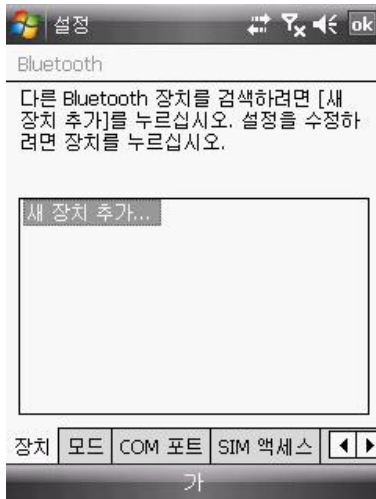 설정
ok
Bluetooth
다른 Bluetooth 장치를 검색하려면 [새
장치 추가]를 누르십시오. 설정을 수정하
려면 장치를 누르십시오.
새 장치 추가...
장치 모드 COM 포트 SIM 액세스
가